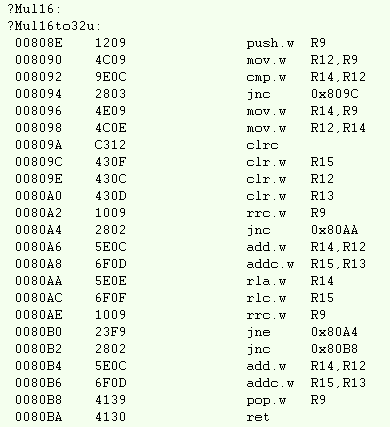 ?Mul16:
?Mul16to32u:
00808E 1209 push.w R9
008090 4C09 mov.w R12,R9
008092 9E0C cmp.w R14,R12
008094 2803 jnc 0x809C
008096 4E09 mov.w R14,R9
008098 4C0E mov.w R12,R14
00809A C312 clrc
00809C 430F clr.w R15
00809E 430C clr.w R12
0080A0 430D clr.w R13
0080A2 1009 rrc.w R9
0080A4 2802 jnc 0x80AA
0080A6 5E0C add.w R14,R12
0080A8 6F0D addc.w R15,R13
0080AA 5E0E rla.w R14
0080AC 6F0F rlc.w R15
0080AE 1009 rrc.w R9
0080B0 23F9 jne 0x80A4
0080B2 2802 jnc 0x80B8
0080B4 5E0C add.w R14,R12
0080B6 6F0D addc.w R15,R13
0080B8 4139 pop.w R9
0080BA 4130 ret